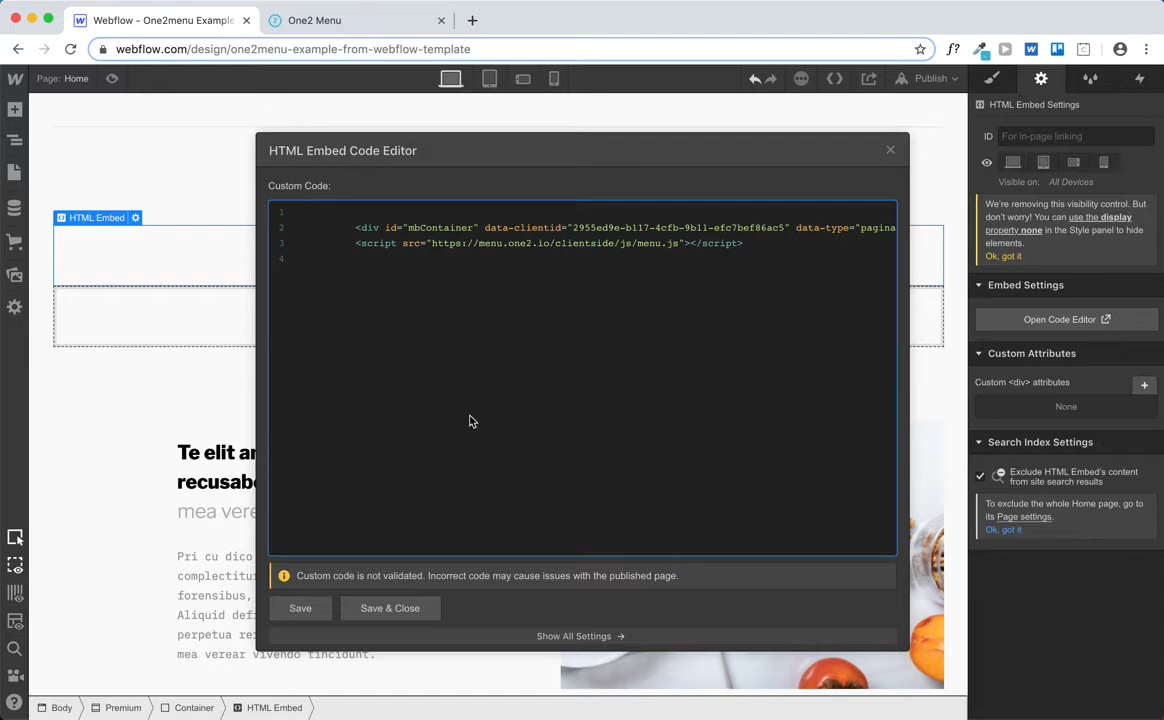 Webflow - One2menu Example
One2 Menu
webflow.com/design/one2menu-example-from-webflow-template
Page: Home
Publish
HTML Embed Settings
ID For in-page linking
Visible on: All Devices
We're removing this visibility control. But
don't worry! You can use the display
property none in the Style panel to hide
elements.
Ok, got it
Embed Settings
Open Code Editor
Custom Attributes
Custom <div> attributes
None
Search Index Settings
Exclude HTML Embed's content
from site search results
To exclude the whole Home page, go to
its Page settings.
Ok, got it
HTML Embed
HTML Embed Code Editor
Custom Code:
1
2 <div id="mbContainer" data-clientid="2955ed9e-b117-4cfb-9b11-efc7bef86ac5" data-type="pagina
3 <script src="https://menu.one2.io/clientside/js/menu.js"></script>
4
Custom code is not validated. Incorrect code may cause issues with the published page.
Save
Save & Close
Show All Settings
Te elit an
recusabo
mea vere
Pri cu dico
complectitu
forensibus,
Aliquid defi
perpetua re
mea verear vivendo tincidunt.
Body
Premium
Container
HTML Embed